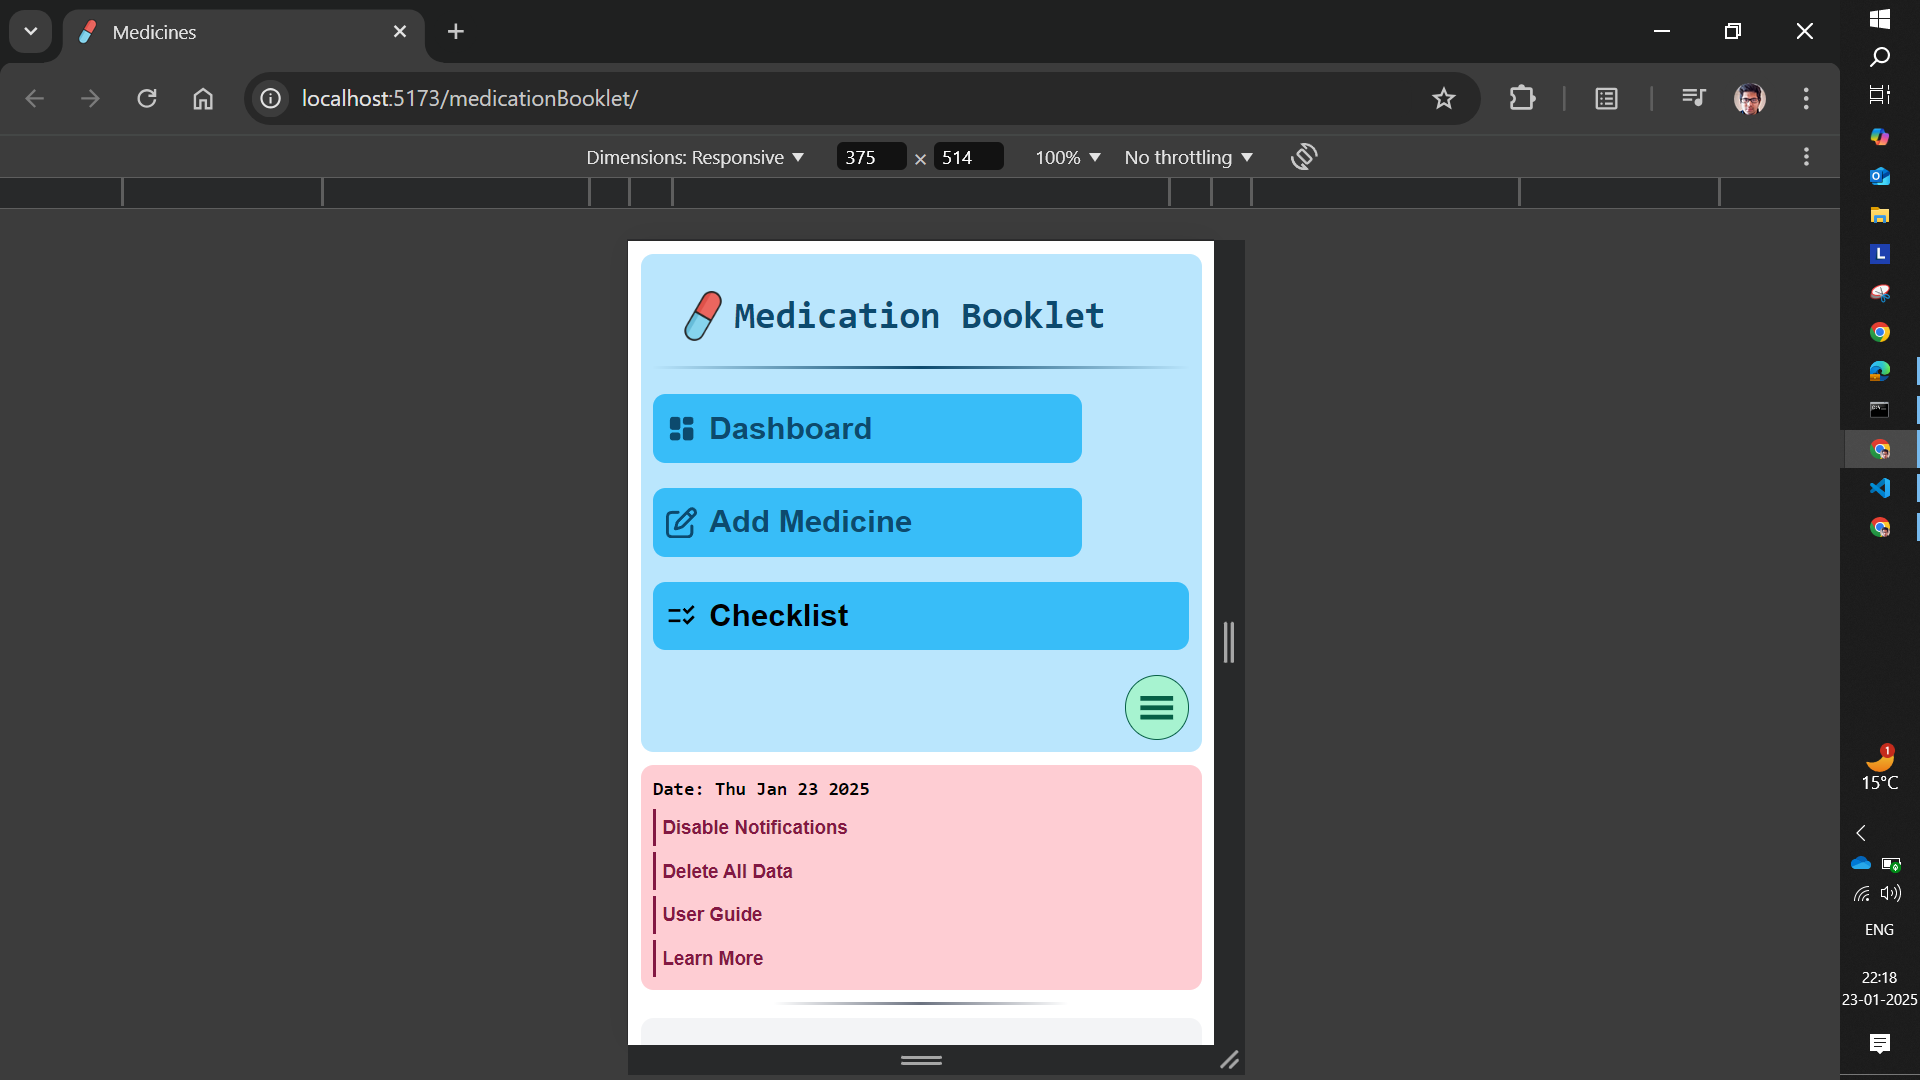 Medicines
localhost:5173/medicationBooklet/
Dimensions: Responsive 375 × 514 100% No throttling
Medication Booklet
Dashboard
Add Medicine
Checklist
Date: Thu Jan 23 2025
Disable Notifications
Delete All Data
User Guide
Learn More
L
1
15°C
ENG
22:18
23-01-2025